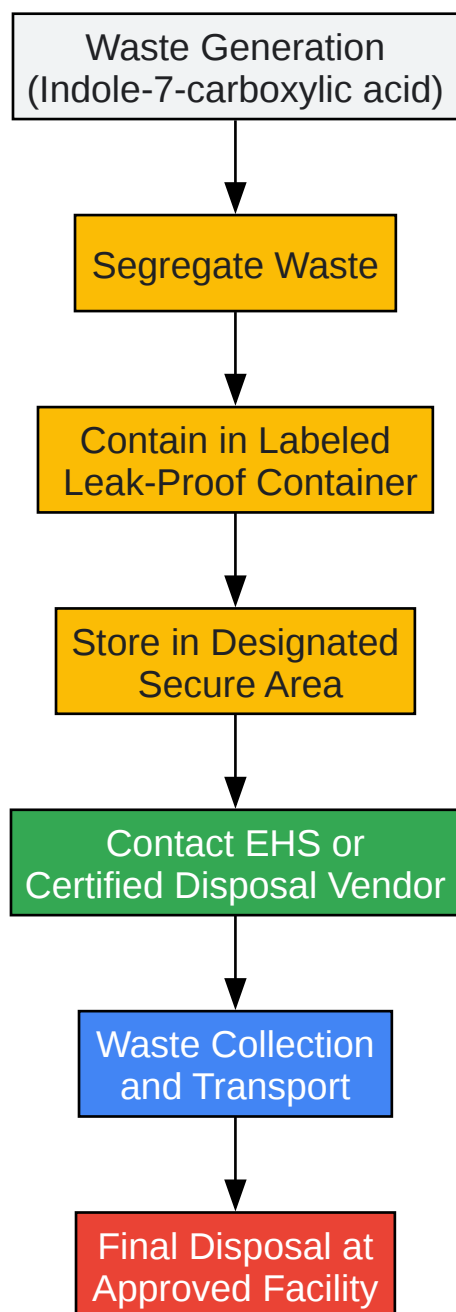 Waste Generation
(Indole-7-carboxylic acid)
Segregate Waste
Contain in Labeled
Leak-Proof Container
Store in Designated
Secure Area
Contact EHS or
Certified Disposal Vendor
Waste Collection
and Transport
Final Disposal at
Approved Facility